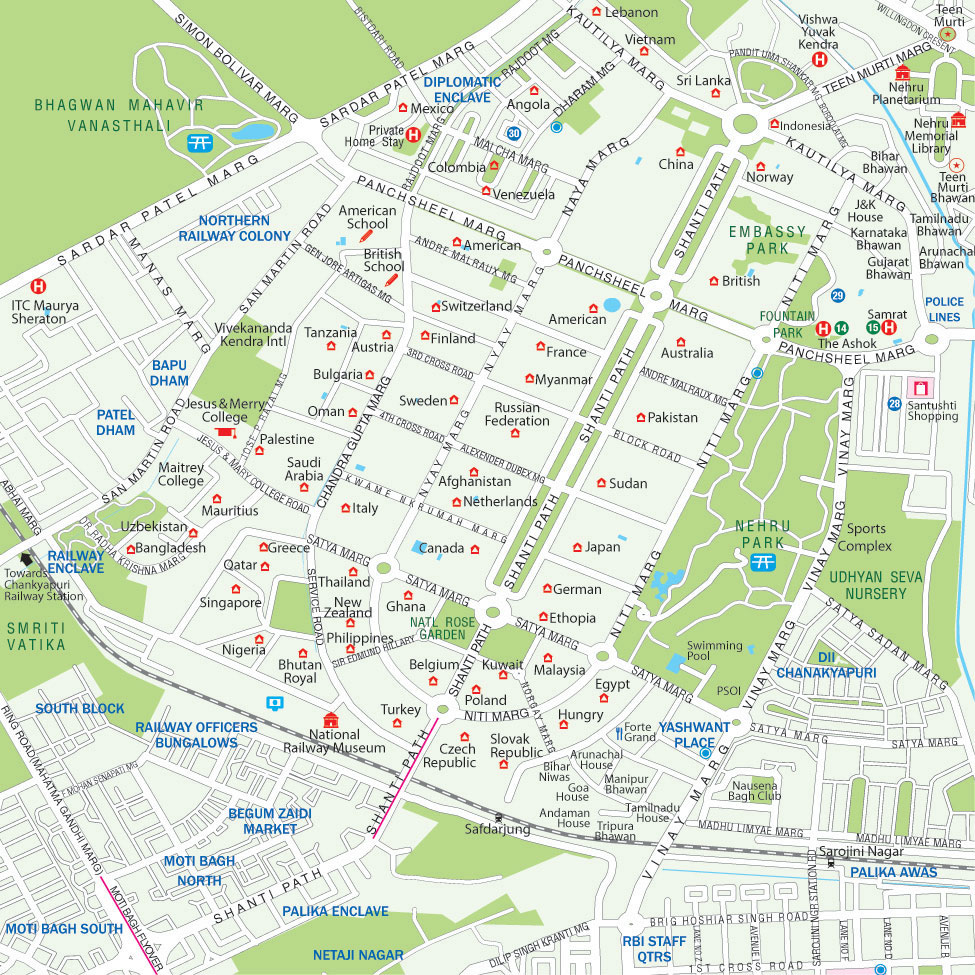 Lebanon
Vietnam
Vishwa
Yuvak
Kendra
WILLINGDON CRESENT
Teen
Murti
KAUTILYA MARG
BISTDARI ROAD
SIMON BOLIVAR MARG
SARDAR PATEL MARG
RAJDOOT MG
DIPLOMATIC
ENCLAVE
Angola
DHARAM MG
Sri Lanka
PANDIT UMA SHANKAR MG
TEEN MURTI MARG
Nehru
Planetarium
BHAGWAN MAHAVIR
VANASTHALI
Mexico
Private
Home Stay
RAJDOOT MARG
30
MALCHA MARG
Colombia
Venezuela
NAYA MARG
China
Indonesia
Norway
KAUTILYA MARG
Nehru
Memorial
Library
Bihar
Bhawan
Teen
Murti
Bhawan
SARDAR PATEL MARG
NORTHERN
RAILWAY COLONY
American
School
British
School
PANCHSHEEL MARG
SHANTI PATH
EMBASSY
PARK
J&K
House
Karnataka
Bhawan
Gujarat
Bhawan
Tamilnadu
Bhawan
Arunachal
Bhawan
MANAS MARG
SAN MARTIN ROAD
GEN JORE ARTIGAS MG
American
ANDRE MALRAUX MG
PANCHSHEEL MARG
British
NITI MARG
ITC Maurya
Sheraton
Switzerland
American
29
FOUNTAIN
PARK
14
15
Samrat
The Ashok
POLICE
LINES
PANCHSHEEL MARG
Vivekananda
Kendra Intl
Tanzania
Austria
Finland
NYAY MARG
France
Australia
3RD CROSS ROAD
BAPU
DHAM
Bulgaria
Myanmar
SHANTI PATH
ANDRE MALRAUX MG
28
Santushti
Shopping
PATEL
DHAM
Jesus & Merry
College
Oman
CHANDRA GUPTA MARG
Sweden
Russian
Federation
Pakistan
NITI MARG
VINAY MARG
4TH CROSS ROAD
SAN MARTIN ROAD
JESUS & MARY COLLEGE ROAD
Palestine
ALEXENDER DUBEY MG
BLOCK ROAD
Maitrey
College
Saudi
Arabia
Afghanistan
Sudan
NYAY MARG
KWAME NKRUMAH MARG
ABHAI MARG
Mauritius
Italy
Netherlands
SHANTI PATH
DR RADHA KRISHNA MARG
Uzbekistan
Bangladesh
Greece
SATYA MARG
Canada
Japan
NEHRU
PARK
VINAY MARG
Sports
Complex
RAILWAY
ENCLAVE
Towards
Chankyapuri
Railway Station
Qatar
Singapore
SERVICE ROAD
Thailand
SATYA MARG
German
NITI MARG
UDHYAN SEVA
NURSERY
SMRITI
VATIKA
New
Zealand
Ghana
NATL ROSE
GARDEN
Ethopia
SATYA MARG
SATYA SADAN MARG
Philippines
Nigeria
Bhutan
Royal
SIR EDMUND HILLARY
Belgium
SHANTI PATH
Kuwait
Malaysia
Swimming
Pool
VINAY MARG
DII
CHANAKYAPURI
SATYA MARG
PSOI
SOUTH BLOCK
Poland
NORGAY MARG
Egypt
RAILWAY OFFICERS
BUNGALOWS
National
Railway Museum
Turkey
NITI MARG
Hungry
Forte
Grand
YASHWANT
PLACE
SATYA MARG
SATYA MARG
RING ROAD(MAHATMA GANDHI MARG)
Czech
Republic
Slovak
Republic
Arunachal
House
Bihar
Niwas
Manipur
Bhawan
Goa
House
E MOHAN SENAPATI MG
SHANTI PATH
VINAY MARG
Nausena
Bagh Club
BEGUM ZAIDI
MARKET
Safdarjung
Andaman
House
Tamilnadu
House
Tripura
Bhawan
MADHU LIMYAE MARG
MADHU LIMYAE MARG
MOTI BAGH
NORTH
Sarojini Nagar
PALIKA AWAS
MOTI BAGH FLYOVER
SHANTI PATH
PALIKA ENCLAVE
MOTI BAGH SOUTH
BRIG HOSHIAR SINGH ROAD
SAROJINI NGR STATION RD
AVENUE
LANE NO
RBI STAFF
QTRS
NETAJI NAGAR
DILIP SINGH KRANTI MG
1ST CROSS ROAD